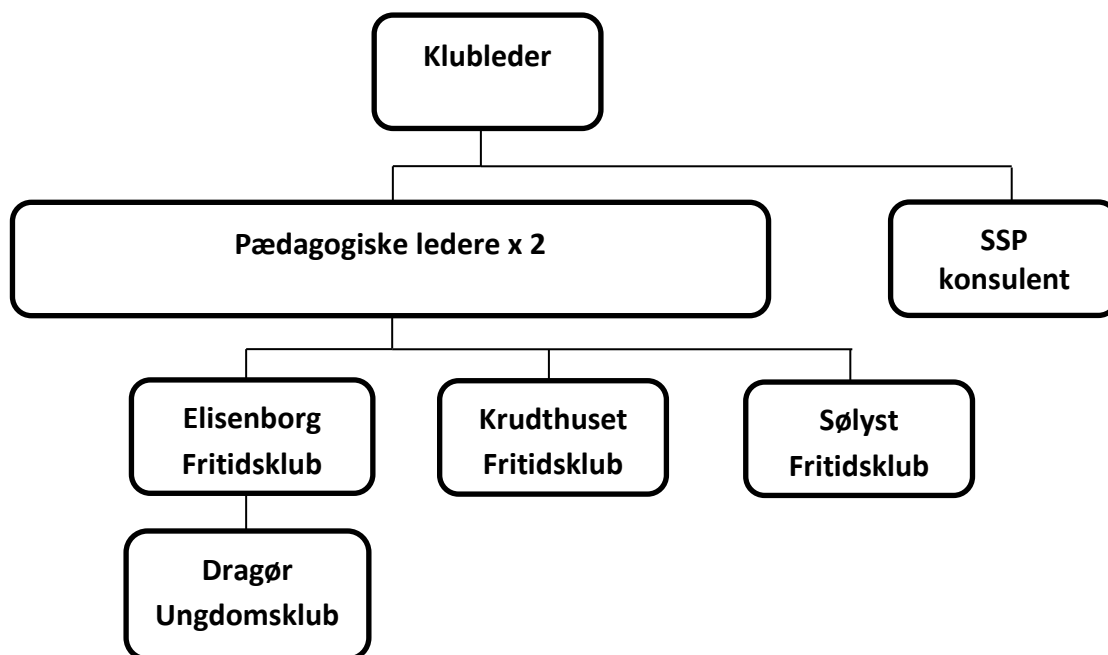 Klubleder
Pædagogiske ledere x 2
SSP
konsulent
Elisenborg
Fritidsklub
Krudthuset
Fritidsklub
Sølyst
Fritidsklub
Dragør
Ungdomsklub